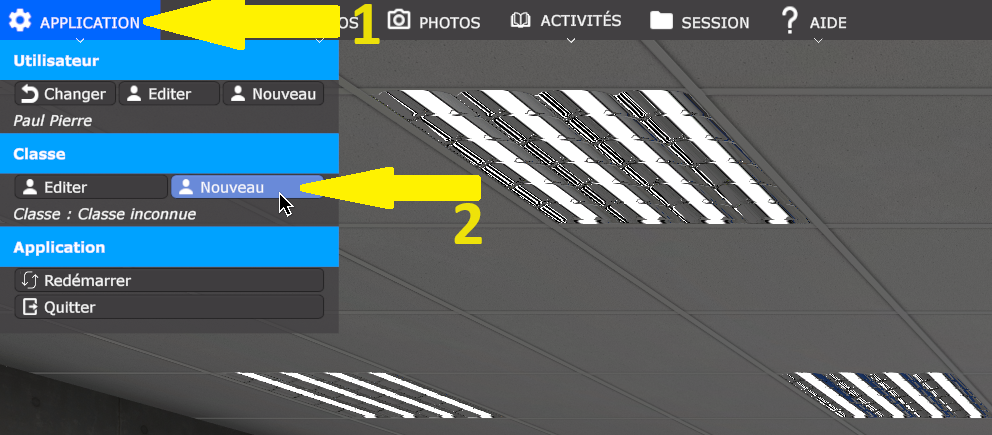 APPLICATION 1 OS PHOTOS ACTIVITÉS SESSION AIDE
Utilisateur
Changer Editer Nouveau
Paul Pierre
Classe
Editer Nouveau
Classe : Classe inconnue
2
Application
Redémarrer
Quitter